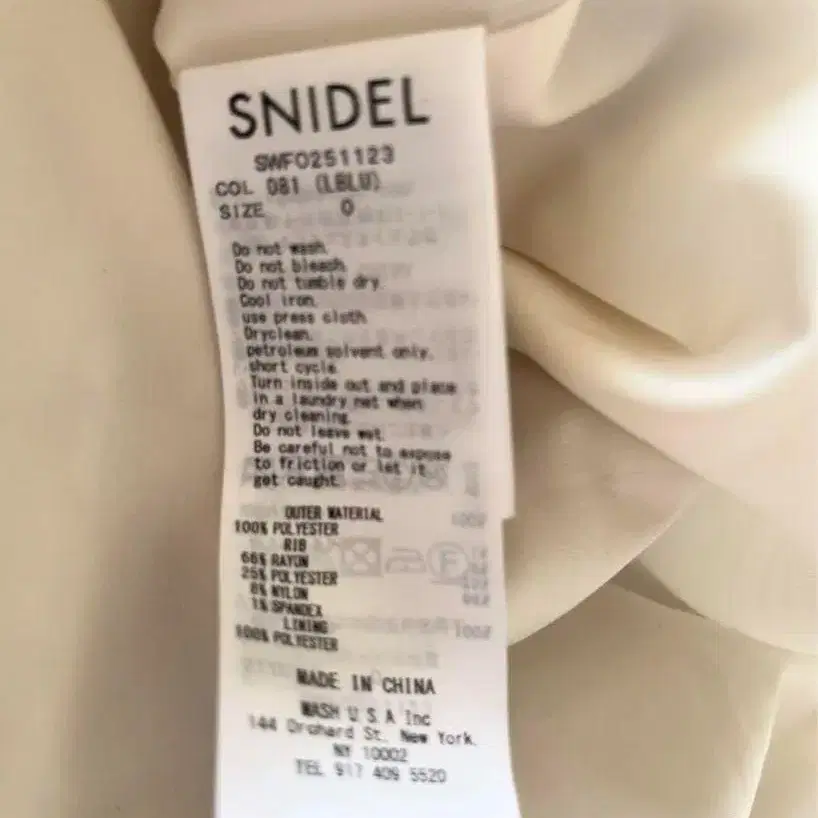 SNIDEL
SWFO251123
COL 081 (LBLU)
SIZE 0
Do not wash.
Do not bleach.
Do not tumble dry.
Cool iron.
use press cloth.
Dryclean.
petroleum solvent only.
short cycle.
Turn inside out and place
in a laundry net when
dry cleaning.
Do not leave wet.
Be careful not to expose
to friction or let it
get caught.
OUTER MATERIAL
100% POLYESTER
RIB
66% RAYON
25% POLYESTER
8% NYLON
1% SPANDEX
LINING
100% POLYESTER
MADE IN CHINA
MASH U.S.A Inc
144 Orchard St. New York.
NY 10002
TEL 917 409 5520